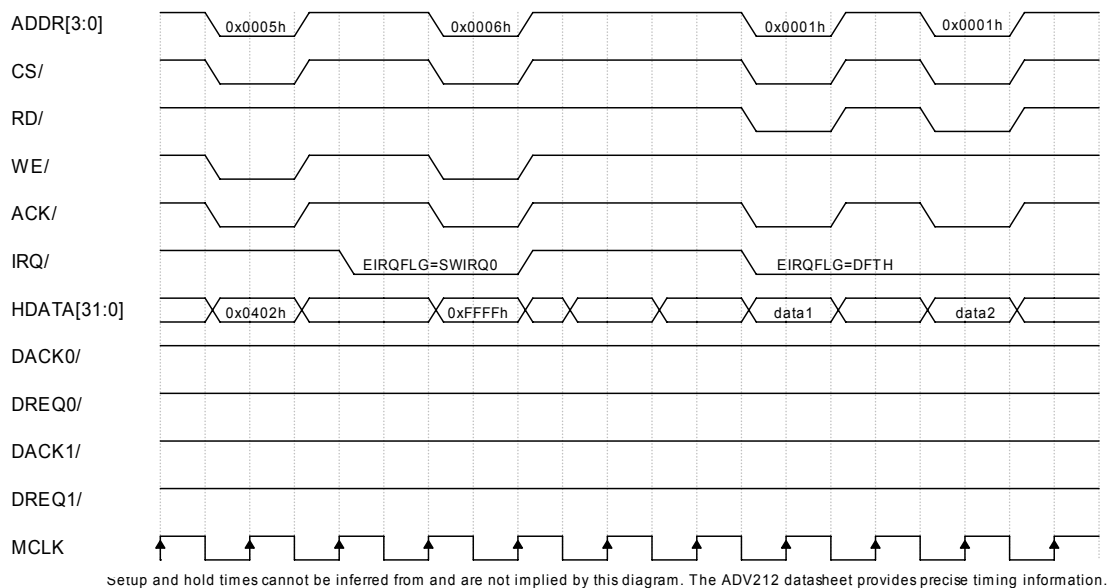 ADDR[3:0] 0x0005h 0x0006h 0x0001h 0x0001h
CS/
RD/
WE/
ACK/
IRQ/ EIRQFLG=SWIRQ0 EIRQFLG=DFTH
HDATA[31:0] 0x0402h 0xFFFFh data1 data2
DACK0/
DREQ0/
DACK1/
DREQ1/
MCLK
Setup and hold times cannot be inferred from and are not implied by this diagram. The ADV212 datasheet provides precise timing information.